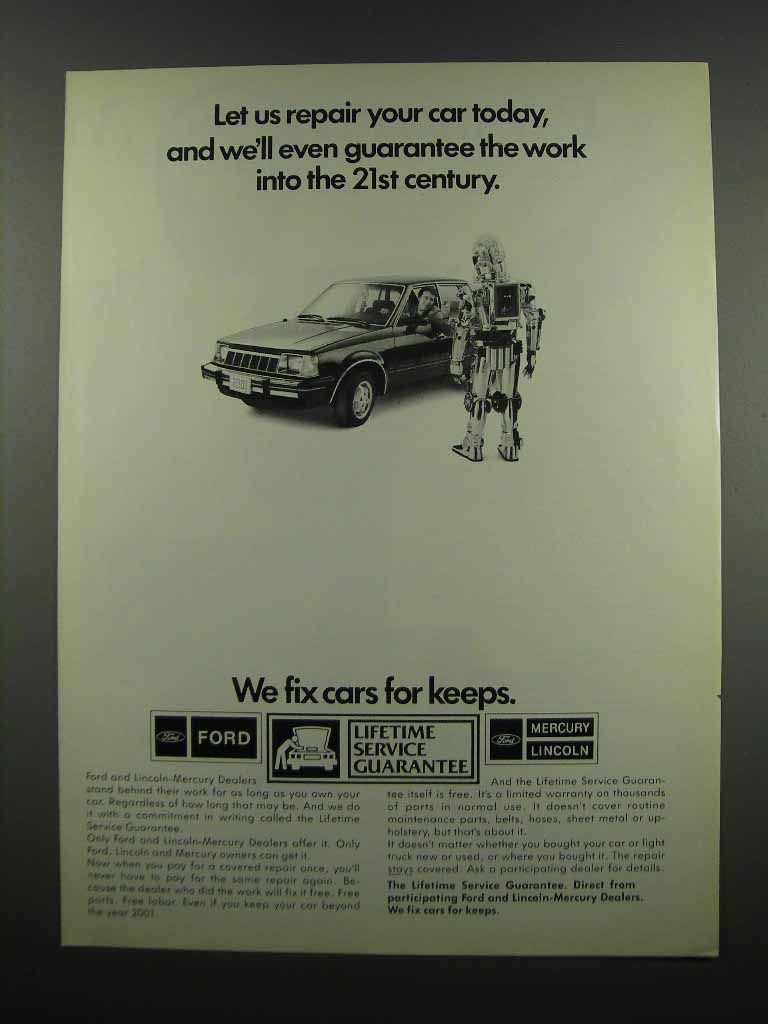 Let us repair your car today,
and we'll even guarantee the work
into the 21st century.
2001
We fix cars for keeps.
Ford
FORD
LIFETIME
SERVICE
GUARANTEE
Ford
MERCURY
LINCOLN
Ford and Lincoln-Mercury Dealers
stand behind their work for as long as you own your
car. Regardless of how long that may be. And we do
it with a commitment in writing called the Lifetime
Service Guarantee.
Only Ford and Lincoln-Mercury Dealers offer it. Only
Ford, Lincoln and Mercury owners can get it.
Now when you pay for a covered repair once, you'll
never have to pay for the same repair again. Be-
cause the dealer who did the work will fix it free. Free
parts. Free labor. Even if you keep your car beyond
the year 2001.
And the Lifetime Service Guaran-
tee itself is free. It's a limited warranty on thousands
of parts in normal use. It doesn't cover routine
maintenance parts, belts, hoses, sheet metal or up-
holstery, but that's about it.
It doesn't matter whether you bought your car or light
truck new or used, or where you bought it. The repair
stays covered. Ask a participating dealer for details.
The Lifetime Service Guarantee. Direct from
participating Ford and Lincoln-Mercury Dealers.
We fix cars for keeps.